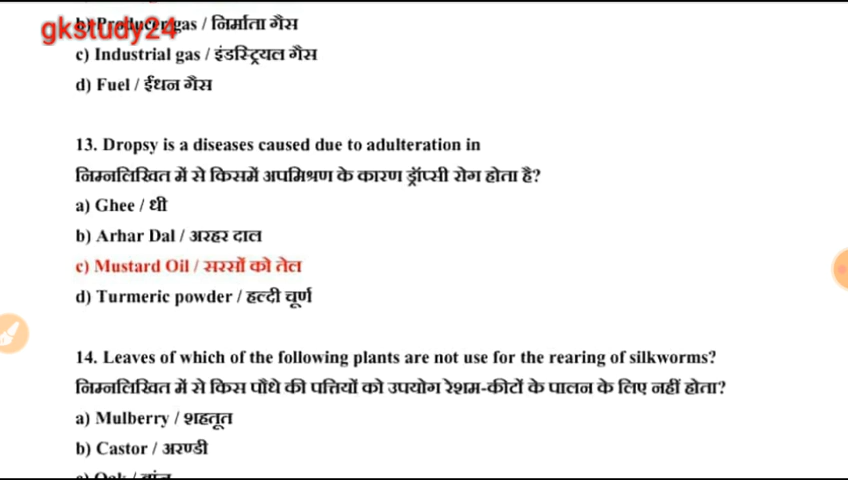 b) Producer gas / निर्माता गैस
gkstudy24
c) Industrial gas / इंडस्ट्रियल गैस
d) Fuel / ईधन गैस
13. Dropsy is a diseases caused due to adulteration in
निम्नलिखित में से किसमें अपमिश्रण के कारण ड्रॉप्सी रोग होता है?
a) Ghee / धी
b) Arhar Dal / अरहर दाल
c) Mustard Oil / सरसों को तेल
d) Turmeric powder / हल्दी चूर्ण
14. Leaves of which of the following plants are not use for the rearing of silkworms?
निम्नलिखित में से किस पौधे की पत्तियों को उपयोग रेशम-कीटों के पालन के लिए नहीं होता?
a) Mulberry / शहतूत
b) Castor / अरण्डी
c) Oak / बांज